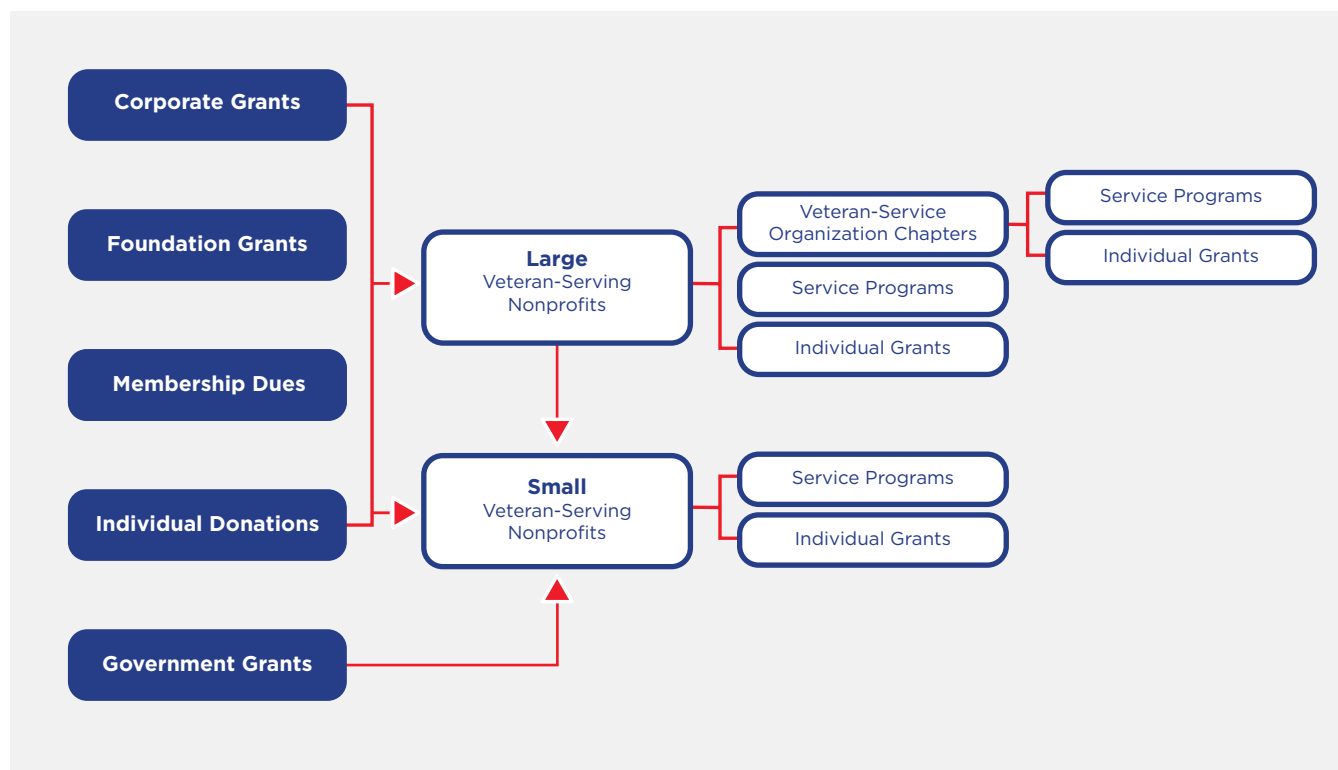 Corporate Grants
Foundation Grants
Membership Dues
Individual Donations
Government Grants
Large
Veteran-Serving
Nonprofits
Small
Veteran-Serving
Nonprofits
Veteran-Service
Organization Chapters
Service Programs
Individual Grants
Service Programs
Individual Grants
Service Programs
Individual Grants